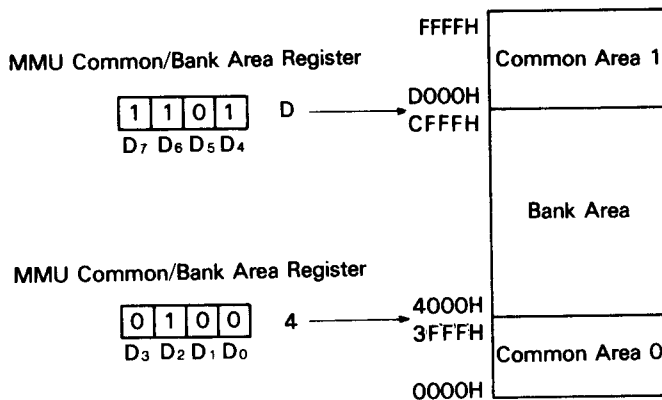 FFFFH
MMU Common/Bank Area Register
Common Area 1
1 1 0 1 D
D000H
CFFFH
D7 D6 D5 D4
Bank Area
MMU Common/Bank Area Register
0 1 0 0 4
4000H
3FFFH
D3 D2 D1 D0
Common Area 0
0000H